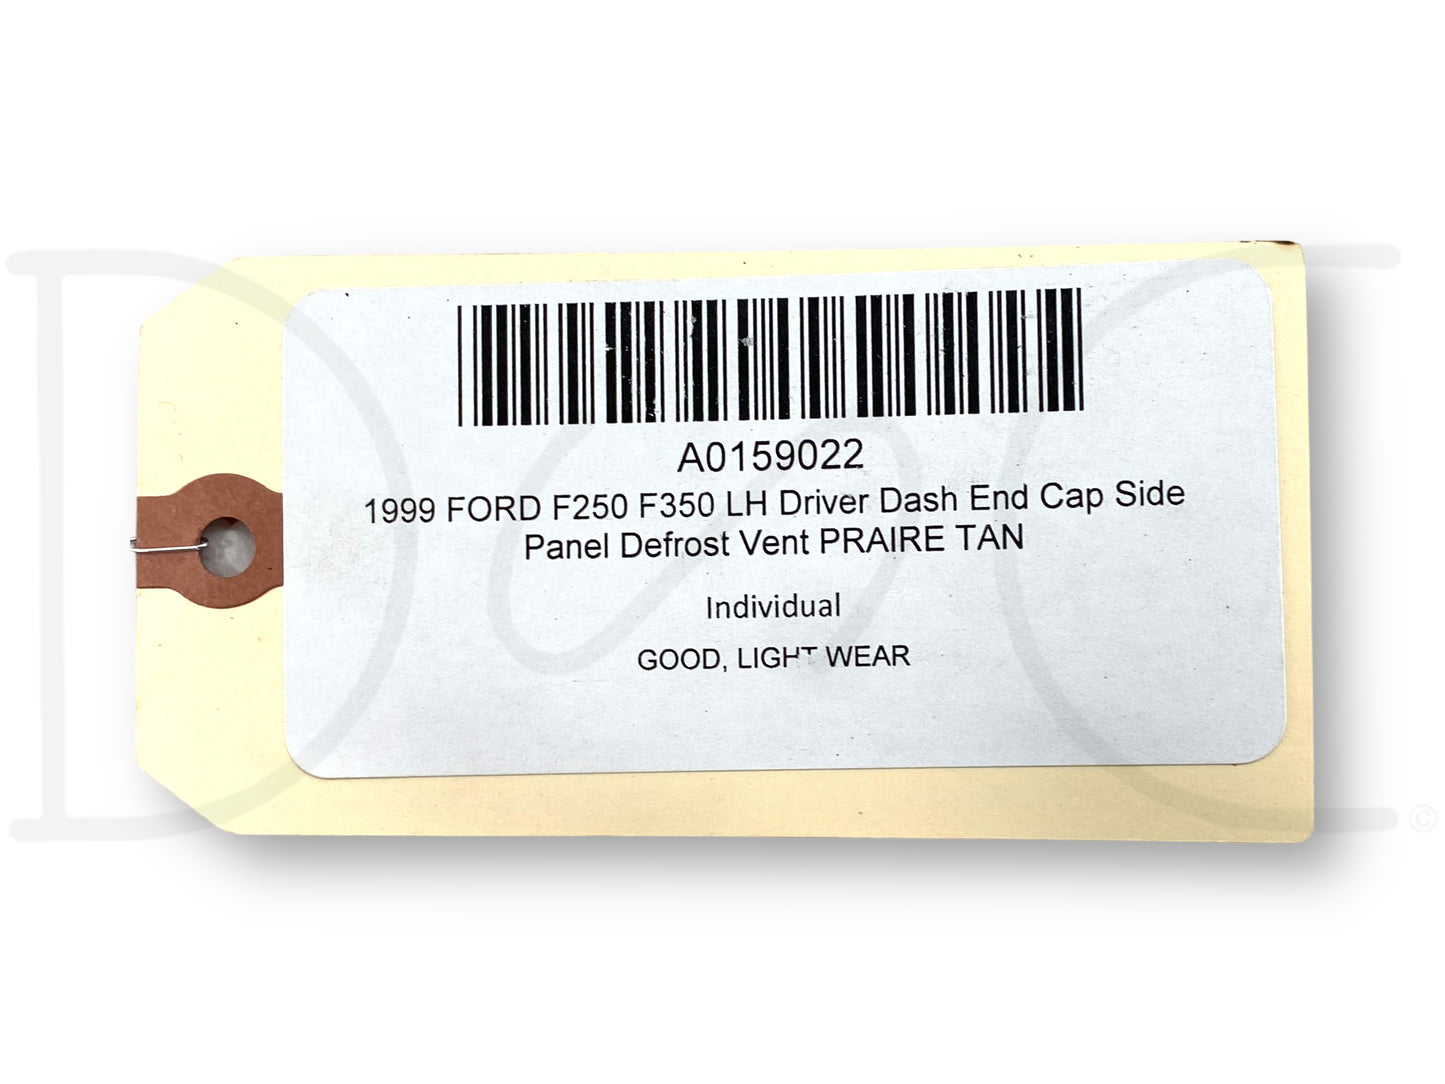 A0159022
1999 FORD F250 F350 LH Driver Dash End Cap Side
Panel Defrost Vent PRAIRE TAN
Individual
GOOD, LIGHT WEAR
©